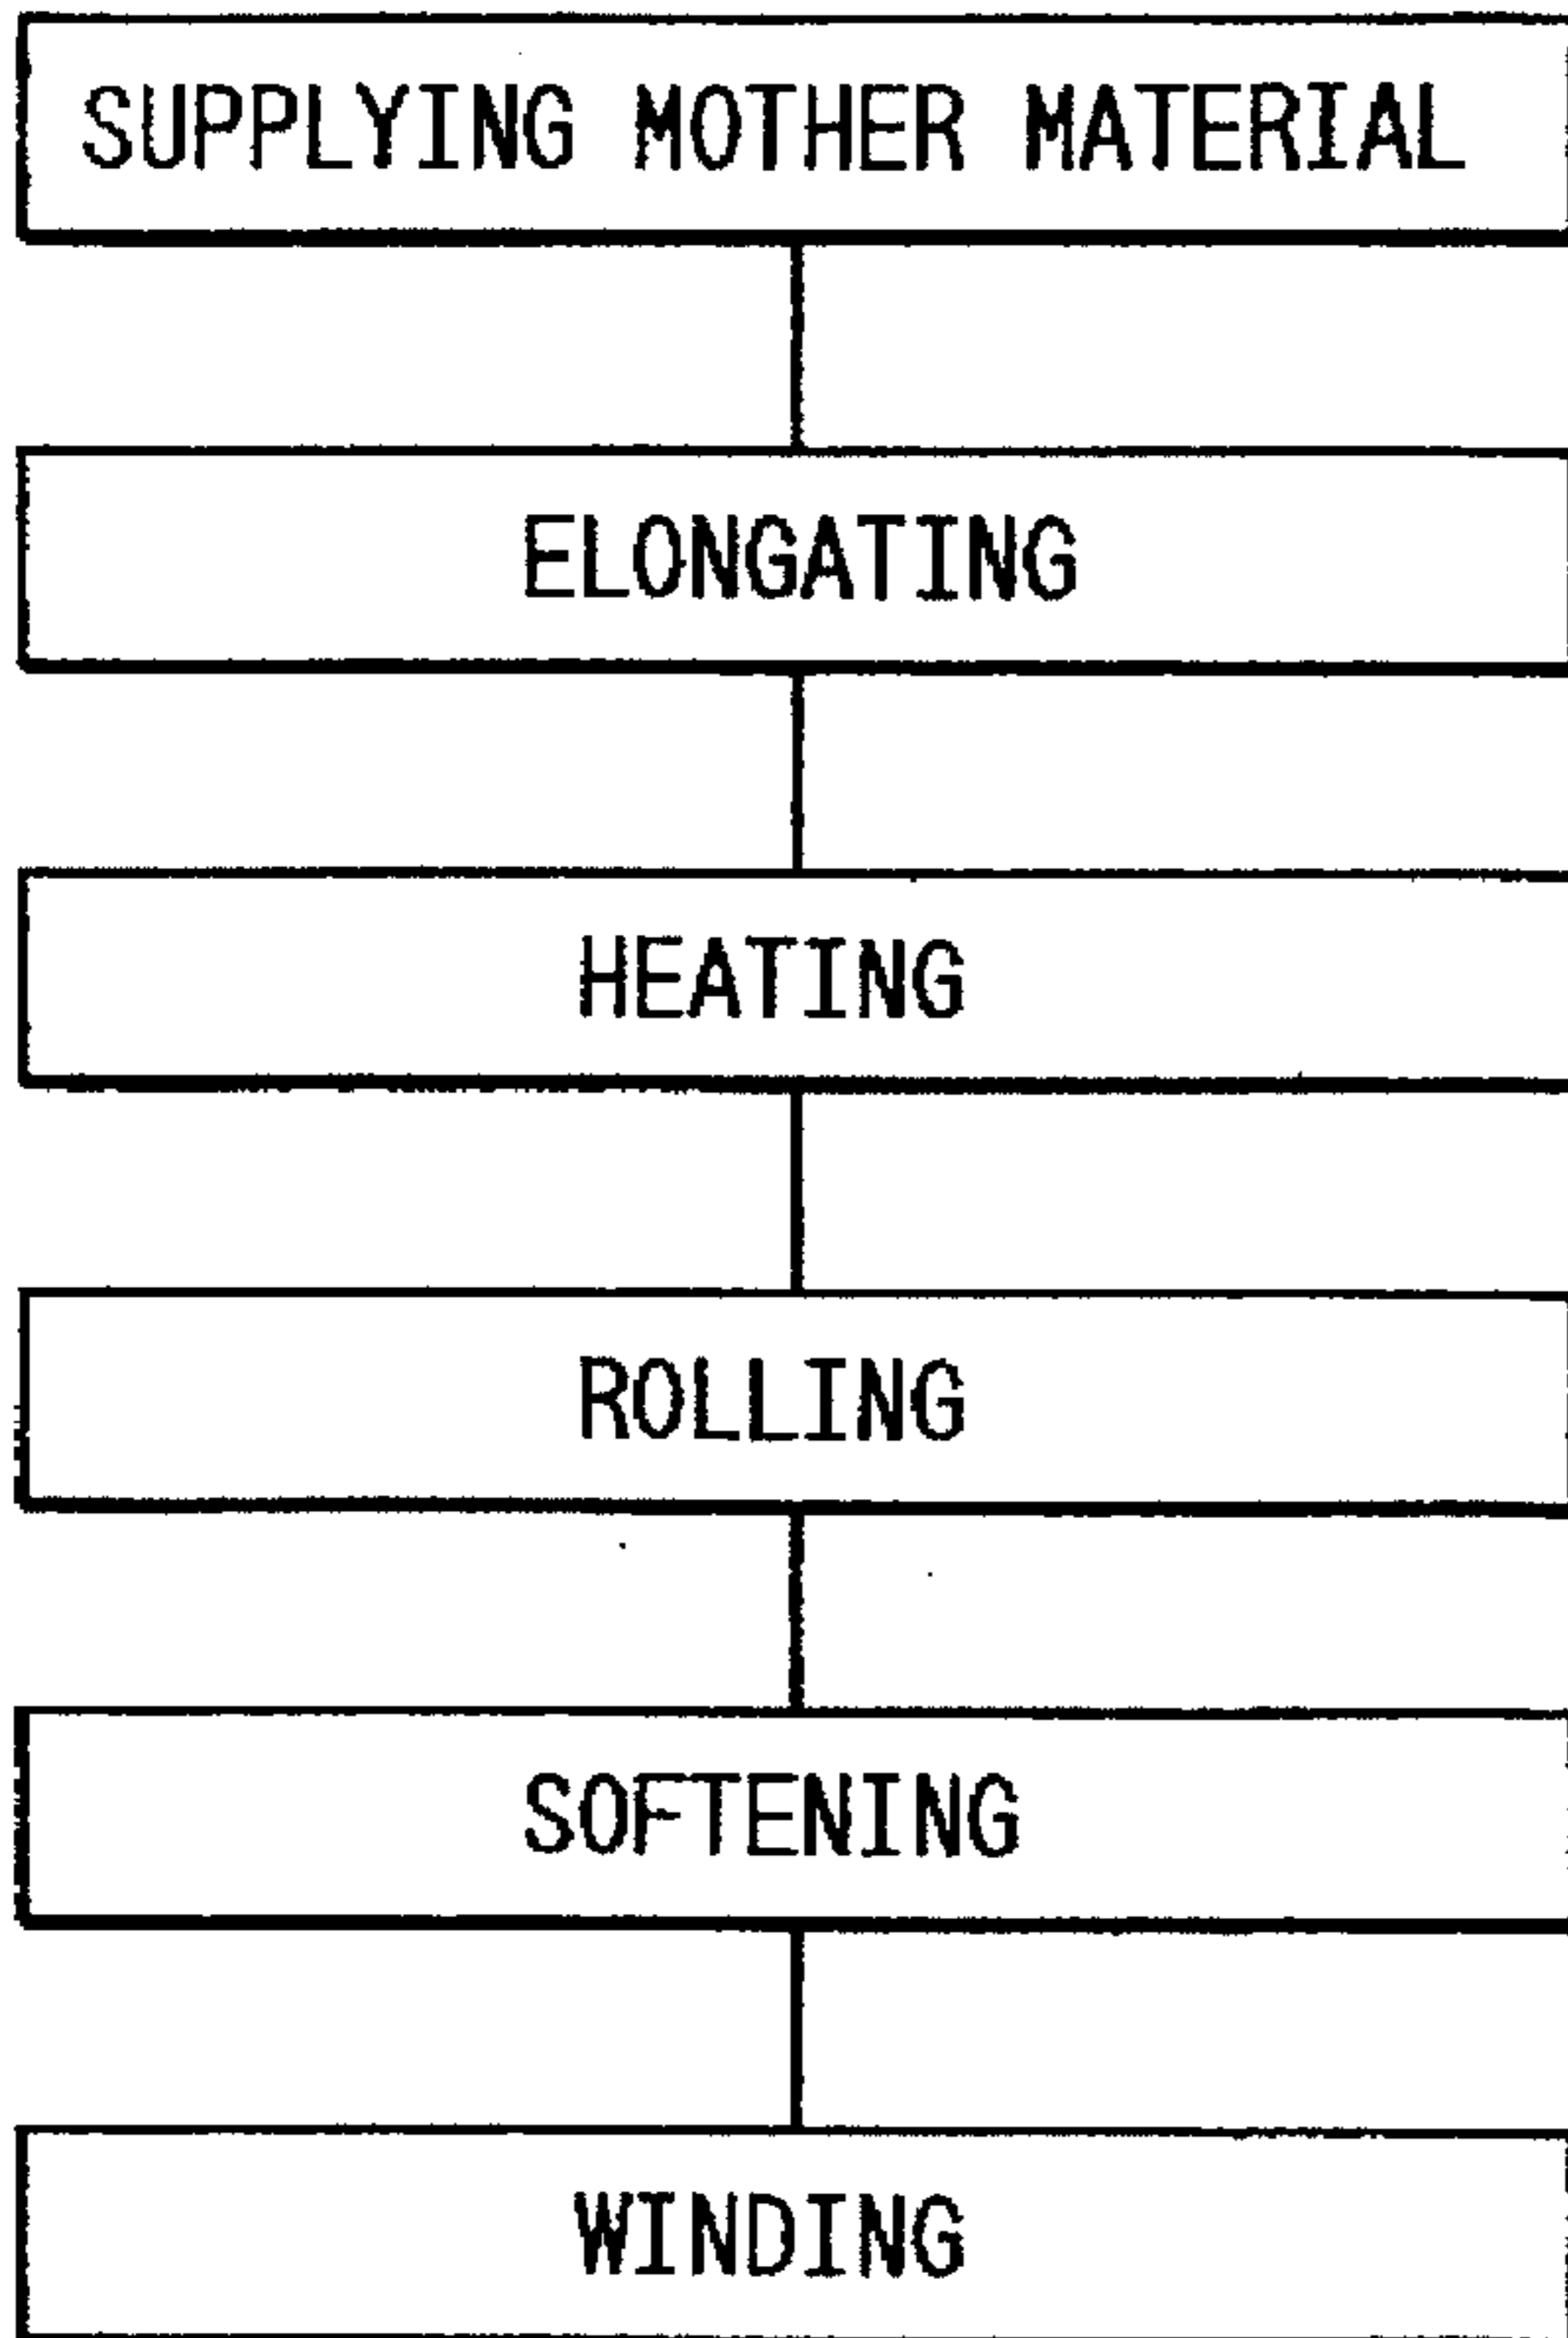 SUPPLYING MOTHER MATERIAL
ELONGATING
HEATING
ROLLING
SOFTENING
WINDING